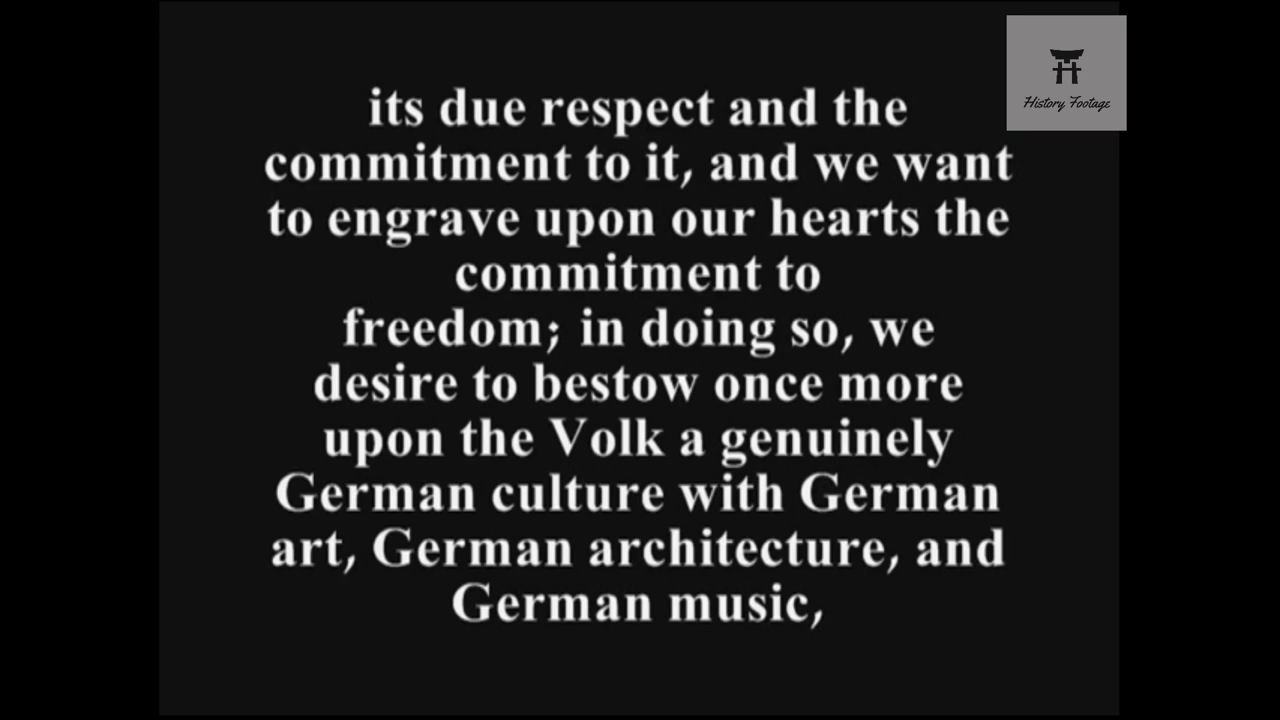 its due respect and the
commitment to it, and we want
to engrave upon our hearts the
commitment to
freedom; in doing so, we
desire to bestow once more
upon the Volk a genuinely
German culture with German
art, German architecture, and
German music,
History Footage